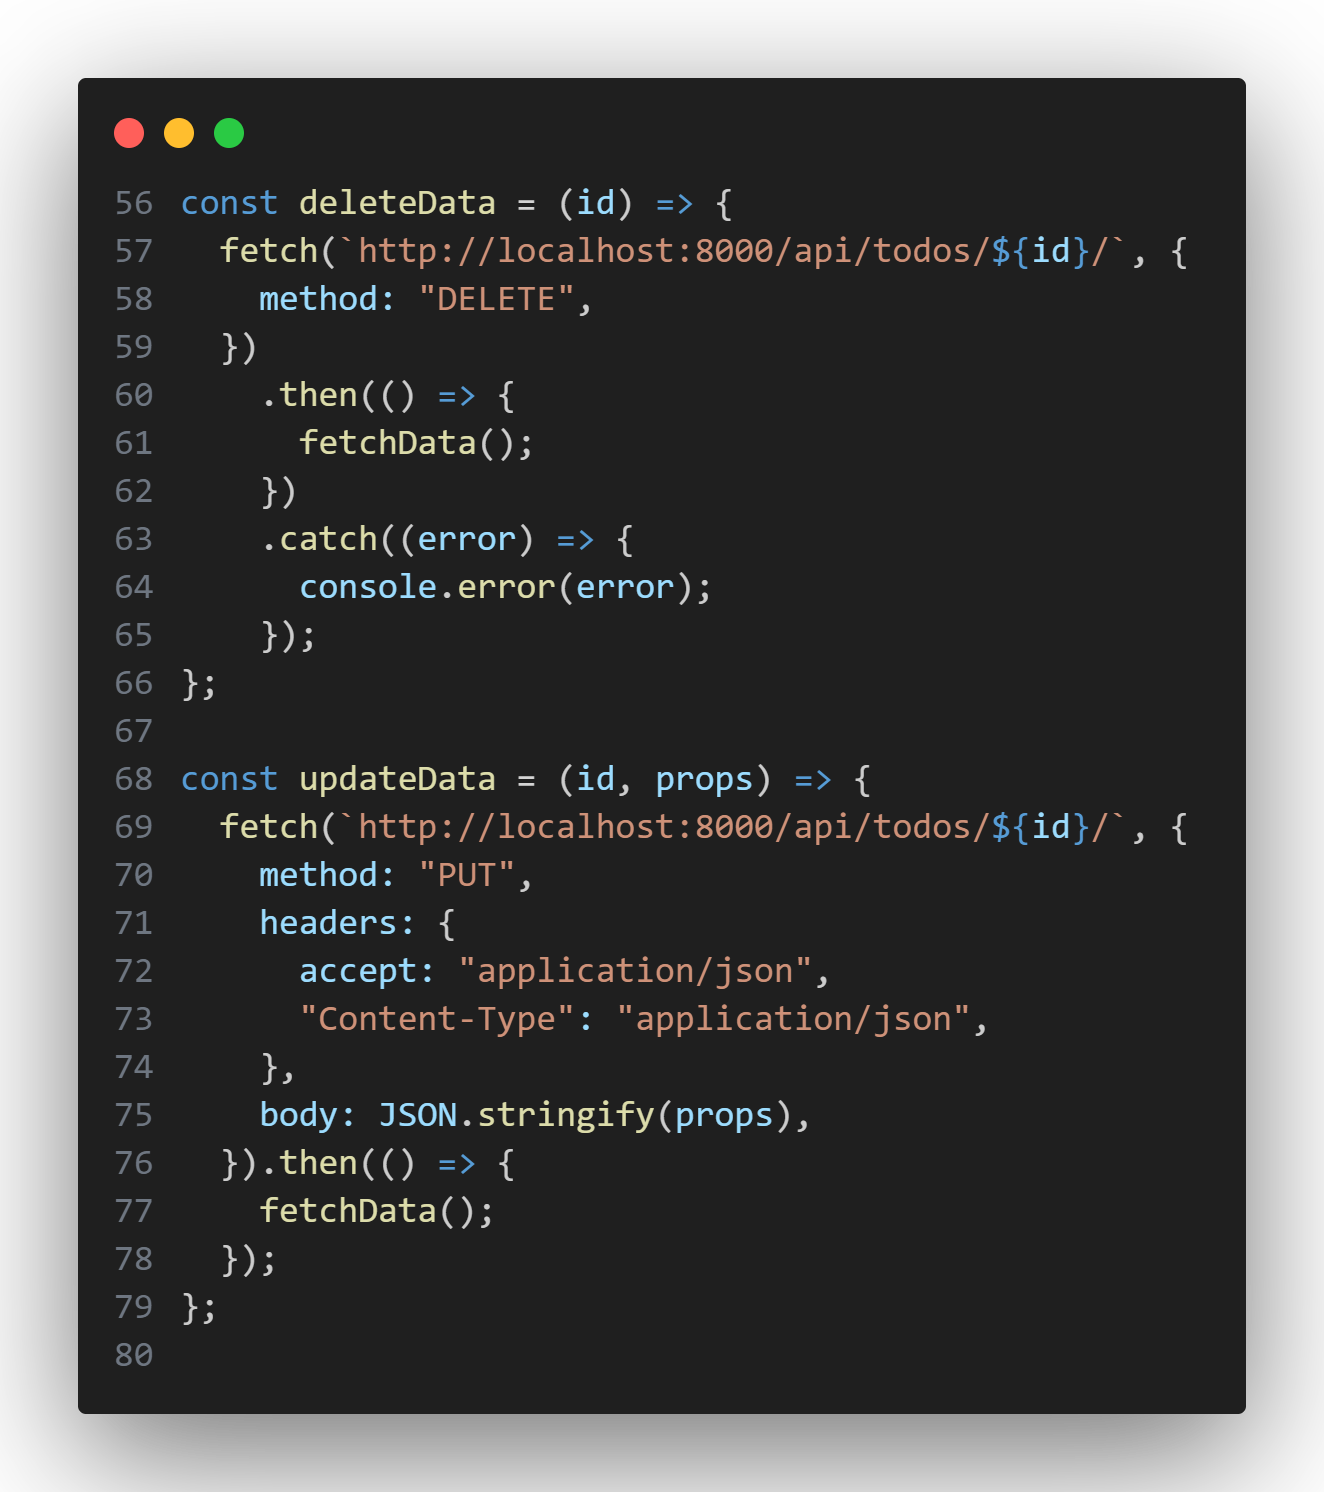 56 const deleteData = (id) => {
57   fetch(`http://localhost:8000/api/todos/${id}/`, {
58     method: "DELETE",
59   })
60     .then(() => {
61       fetchData();
62     })
63     .catch((error) => {
64       console.error(error);
65     });
66 };
67
68 const updateData = (id, props) => {
69   fetch(`http://localhost:8000/api/todos/${id}/`, {
70     method: "PUT",
71     headers: {
72       accept: "application/json",
73       "Content-Type": "application/json",
74     },
75     body: JSON.stringify(props),
76   }).then(() => {
77     fetchData();
78   });
79 };
80